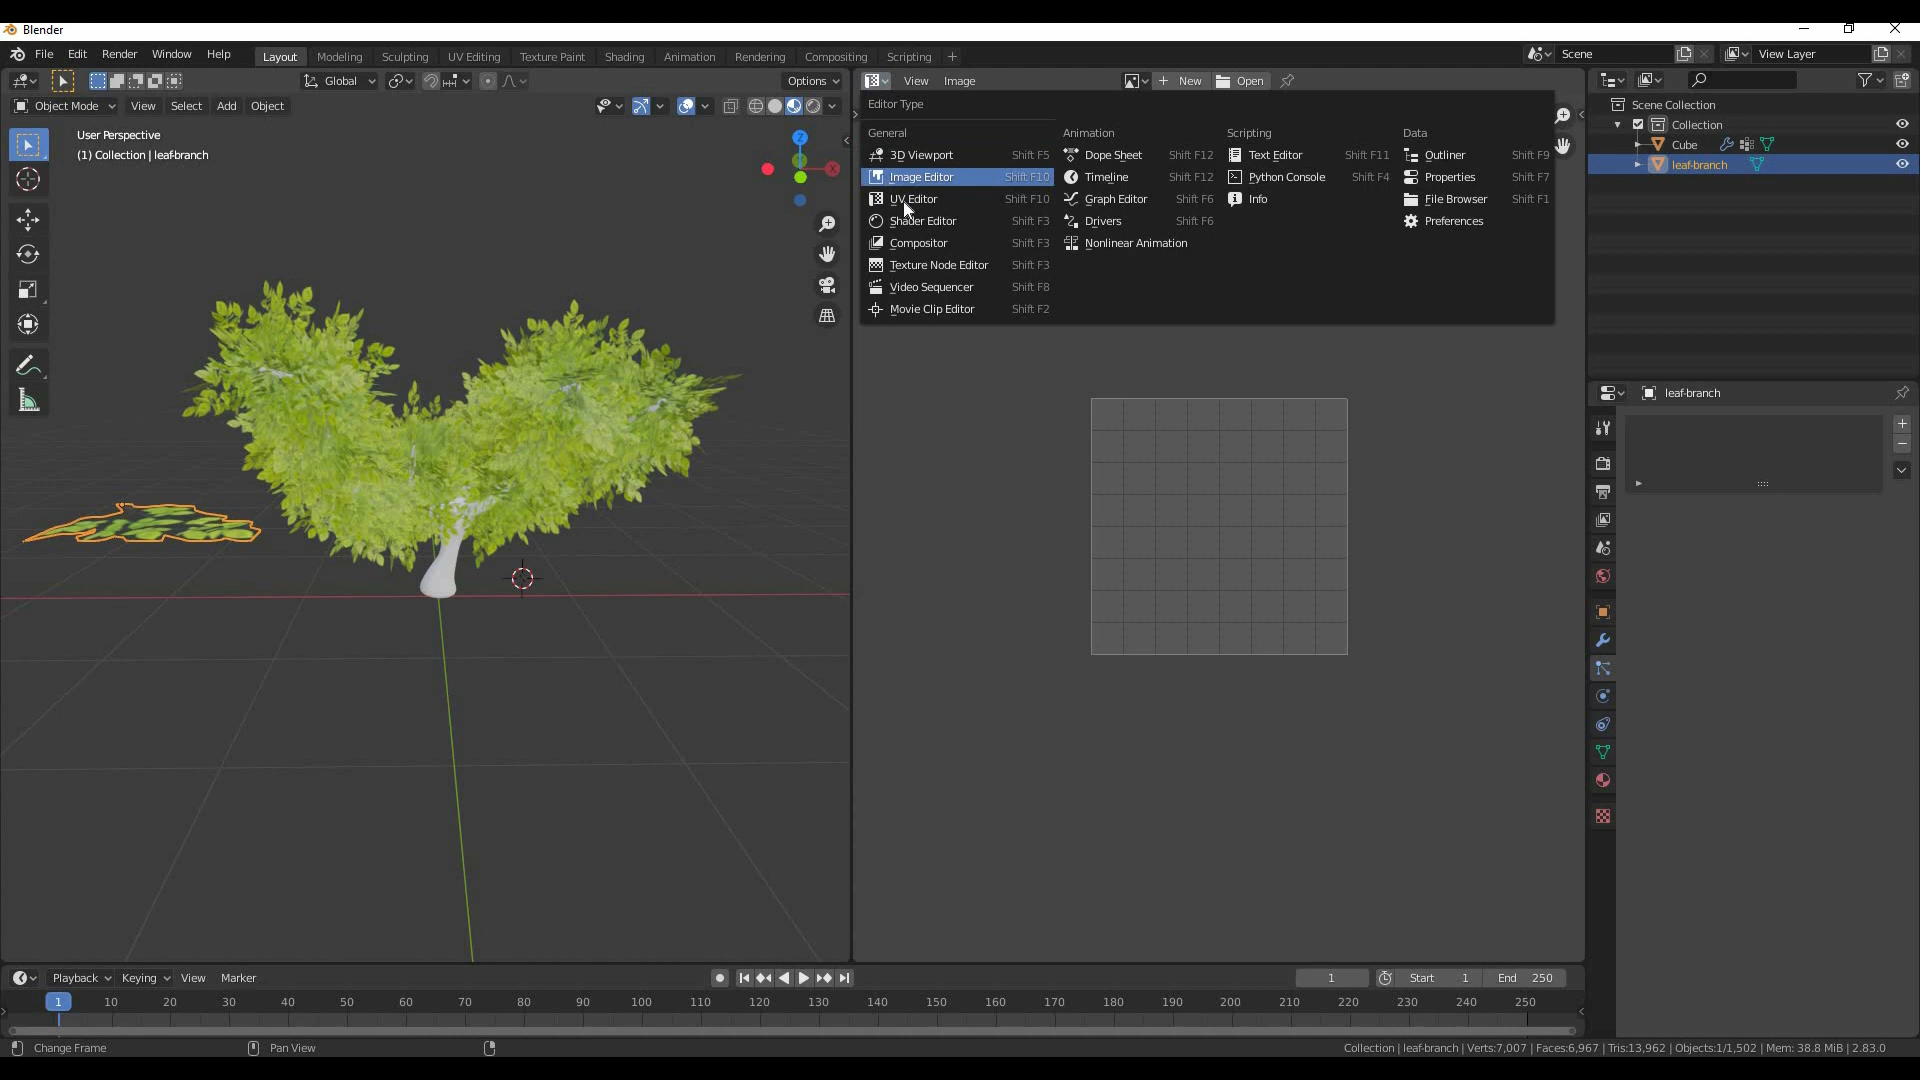 Blender
File Edit Render Window Help Layout Modeling Sculpting UV Editing Texture Paint Shading Animation Rendering Compositing Scripting + Scene View Layer
Global Options View Image + New Open
Object Mode View Select Add Object
User Perspective
(1) Collection | leaf-branch
Editor Type
General Animation Scripting Data
3D Viewport Shift F5 Dope Sheet Shift F12 Text Editor Shift F11 Outliner Shift F9
Image Editor Shift F10 Timeline Shift F12 Python Console Shift F4 Properties Shift F7
UV Editor Shift F10 Graph Editor Shift F6 Info File Browser Shift F1
Shader Editor Shift F3 Drivers Shift F6 Preferences
Compositor Shift F3 Nonlinear Animation
Texture Node Editor Shift F3
Video Sequencer Shift F8
Movie Clip Editor Shift F2
Z
X
Scene Collection
Collection
Cube
leaf-branch
leaf-branch
Playback Keying View Marker 1 Start 1 End 250
1 10 20 30 40 50 60 70 80 90 100 110 120 130 140 150 160 170 180 190 200 210 220 230 240 250
Change Frame Pan View Collection | leaf-branch | Verts:7,007 | Faces:6,967 | Tris:13,962 | Objects:1/1,502 | Mem: 38.8 MiB | 2.83.0